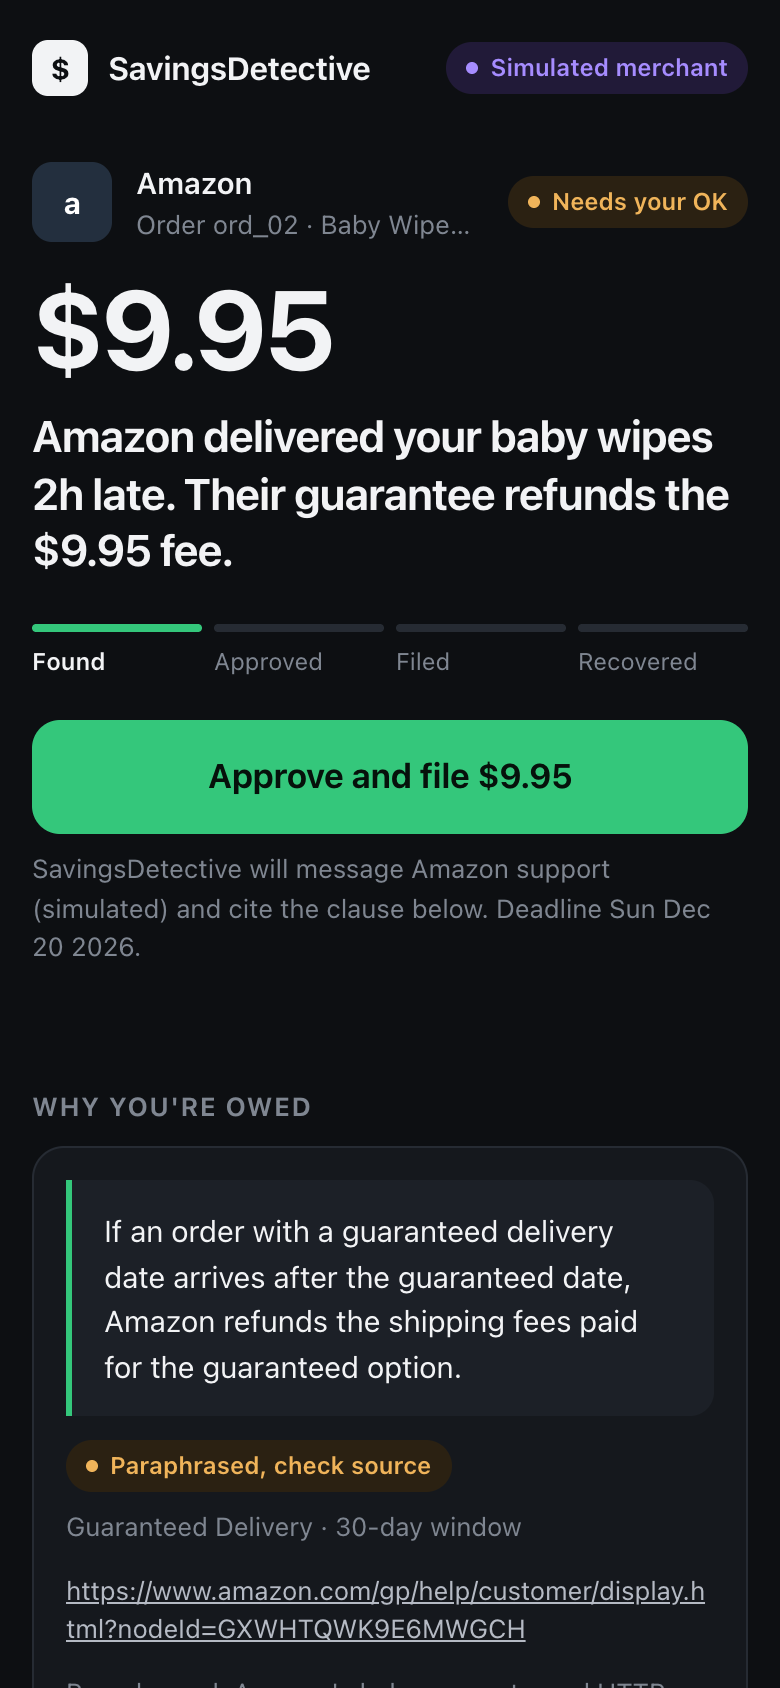 $ SavingsDetective
Simulated merchant
a
Amazon
Order ord_02 · Baby Wipe...
Needs your OK
$9.95
Amazon delivered your baby wipes
2h late. Their guarantee refunds the
$9.95 fee.
Found
Approved
Filed
Recovered
Approve and file $9.95
SavingsDetective will message Amazon support
(simulated) and cite the clause below. Deadline Sun Dec
20 2026.
WHY YOU'RE OWED
If an order with a guaranteed delivery
date arrives after the guaranteed date,
Amazon refunds the shipping fees paid
for the guaranteed option.
Paraphrased, check source
Guaranteed Delivery · 30-day window
https://www.amazon.com/gp/help/customer/display.h
tml?nodeId=GXWHTQWK9E6MWGCH